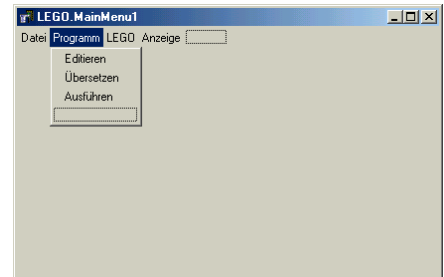 LEGO.MainMenu1
Datei Programm LEGO Anzeige
Editieren
Übersetzen
Ausführen